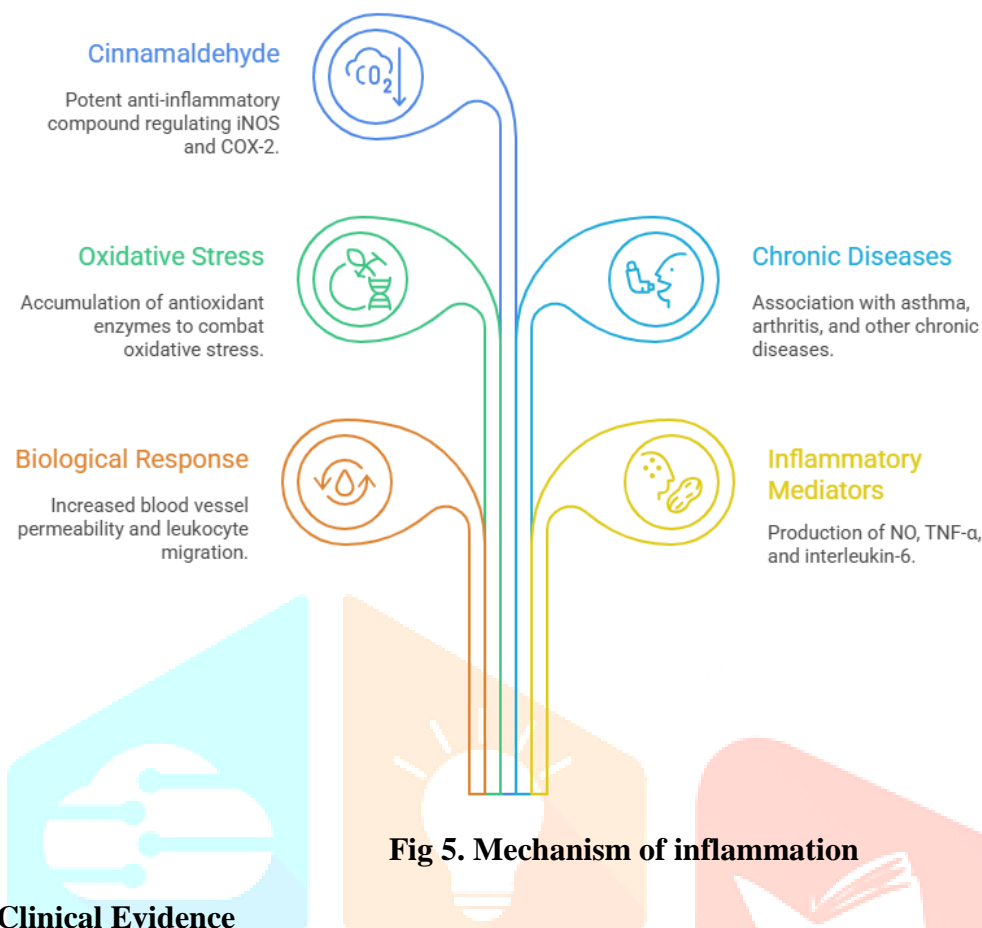 Cinnamaldehyde
CO2
Potent anti-inflammatory
compound regulating iNOS
and COX-2.
Oxidative Stress
Accumulation of antioxidant
enzymes to combat
oxidative stress.
Chronic Diseases
Association with asthma,
arthritis, and other chronic
diseases.
Biological Response
Increased blood vessel
permeability and leukocyte
migration.
Inflammatory
Mediators
Production of NO, TNF-α,
and interleukin-6.
Fig 5. Mechanism of inflammation
Clinical Evidence